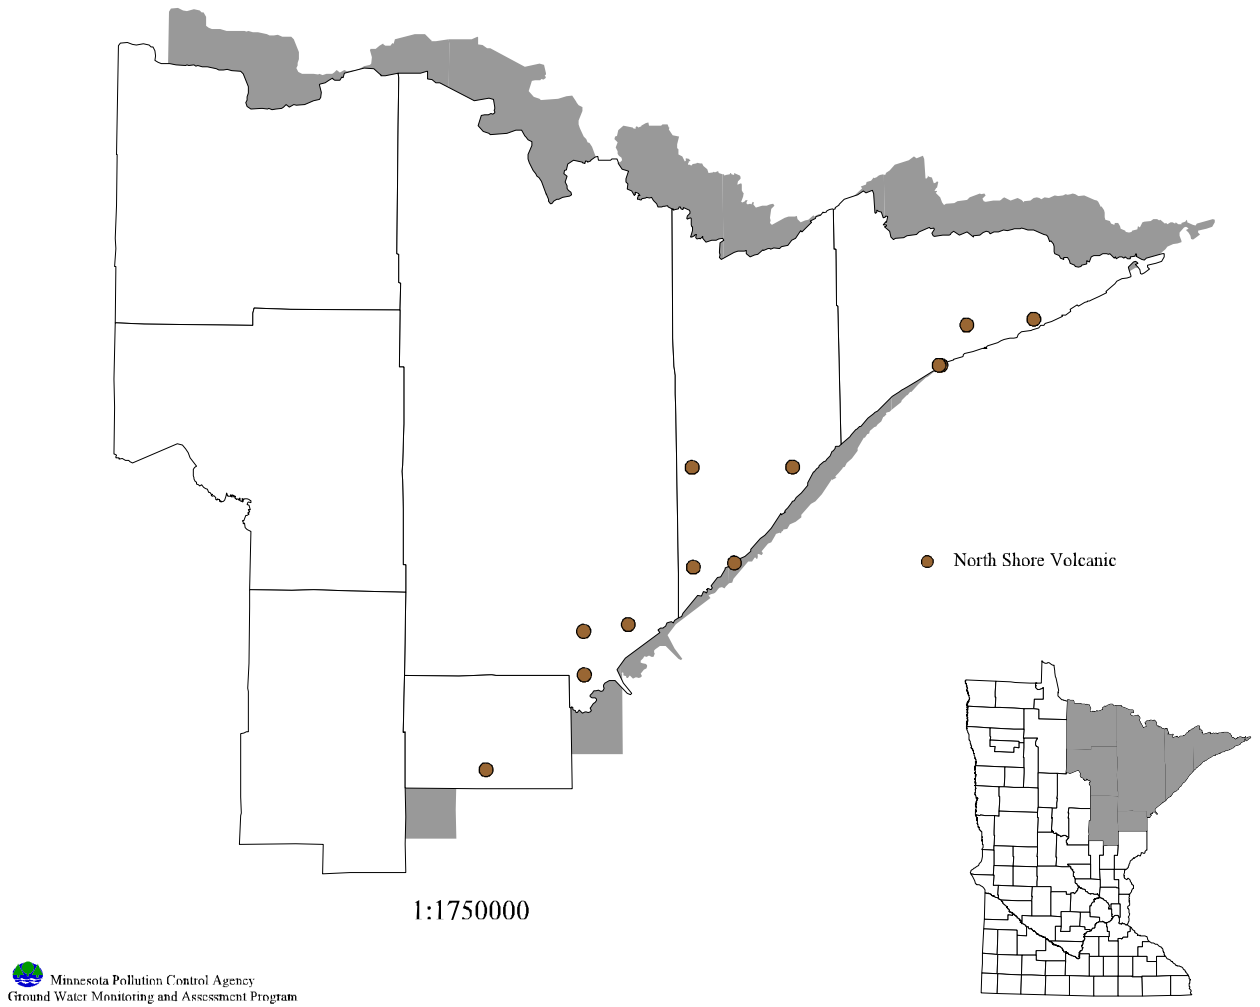 North Shore Volcanic
1:1750000
Minnesota Pollution Control Agency
Ground Water Monitoring and Assessment Program